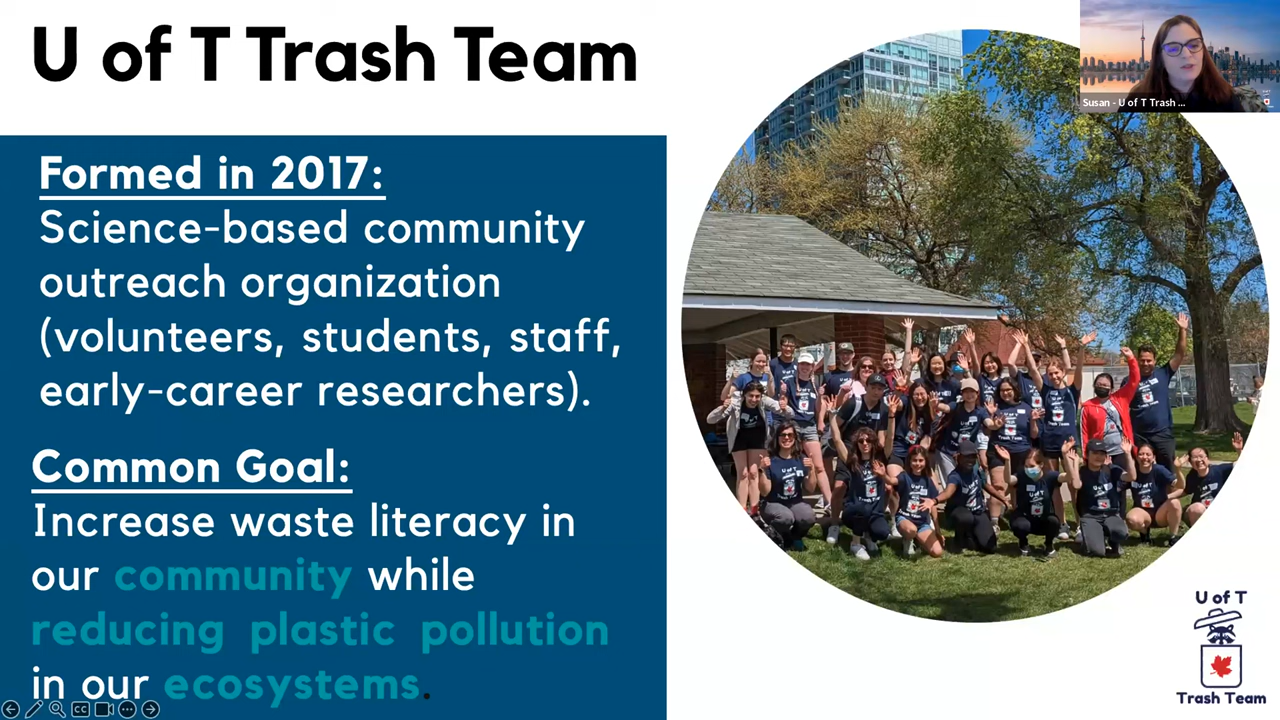 U of T Trash Team
Susan - U of T Trash ...
Formed in 2017:
Science-based community
outreach organization
(volunteers, students, staff,
early-career researchers).
Common Goal:
Increase waste literacy in
our community while
reducing plastic pollution
in our ecosystems.
CC
U of T
Trash Team